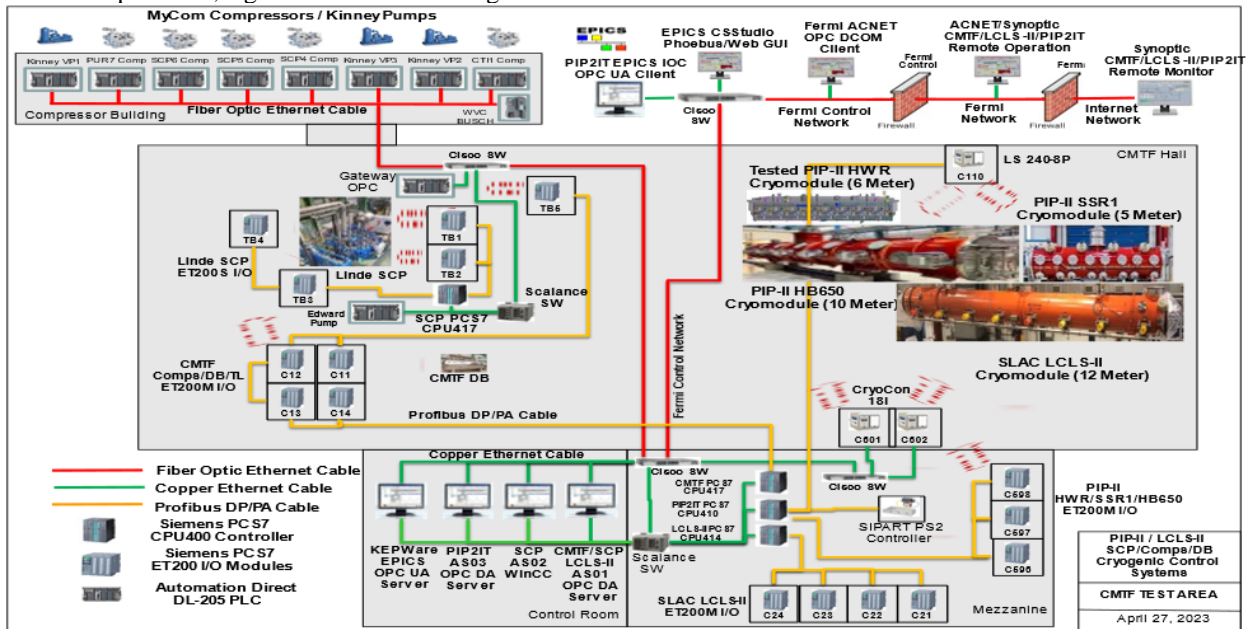 MyCom Compressors / Kinney Pumps
Kinney VP1
PUR7 Comp
SCP6 Comp
SCP5 Comp
SCP4 Comp
Kinney VP3
Kinney VP2
CTI1 Comp
Fiber Optic Ethernet Cable
Compressor Building
WVC
BUSCH
EPICS
PIP2IT EPICS IOC
OPC UA Client
EPICS CSStudio
Phoebus/Web GUI
Cisco
SW
Fermi ACNET
OPC DCOM
Client
Fermi Control
Network
Fermi
Control
Firewall
ACNET/Synoptic
CMTF/LCLS-II/PIP2IT
Remote Operation
Fermi
Network
Fermi
Firewall
Internet
Network
Synoptic
CMTF/LCLS-II/PIP2IT
Remote Monitor
CMTF Hall
Cisco SW
Gateway
OPC
TB5
TB4
Linde SCP
ET200S I/O
TB3
Linde SCP
TB1
TB2
Edward
Pump
SCP PCS7
CPU417
Scalance
SW
CMTF
Comps/DB/TL
ET200M I/O
C12
C11
C13
C14
CMTF DB
Profibus DP/PA Cable
Fermi Control Network
C110
LS 240-8P
Tested PIP-II HWR
Cryomodule (6 Meter)
PIP-II SSR1
Cryomodule (5 Meter)
PIP-II HB650
Cryomodule (10 Meter)
SLAC LCLS-II
Cryomodule (12 Meter)
CryoCon
18I
C601
C602
Fiber Optic Ethernet Cable
Copper Ethernet Cable
Profibus DP/PA Cable
Siemens PCS7
CPU400 Controller
Siemens PCS7
ET200 I/O Modules
Automation Direct
DL-205 PLC
Copper Ethernet Cable
KEPWare
EPICS
OPC UA
Server
PIP2IT
AS03
OPC DA
Server
SCP
AS02
WinCC
CMTF/SCP
LCLS-II
AS01
OPC DA
Server
Control Room
Cisco SW
Scalance
SW
CMTF PCS7
CPU417
PIP2IT PCS7
CPU410
LCLS-II PCS7
CPU414
Cisco SW
SIPART PS2
Controller
C598
C597
C596
PIP-II
HWR/SSR1/HB650
ET200M I/O
SLAC LCLS-II
ET200M I/O
C24
C23
C22
C21
Mezzanine
PIP-II / LCLS-II
SCP/Comps/DB
Cryogenic Control
Systems
CMTF TEST AREA
April 27, 2023